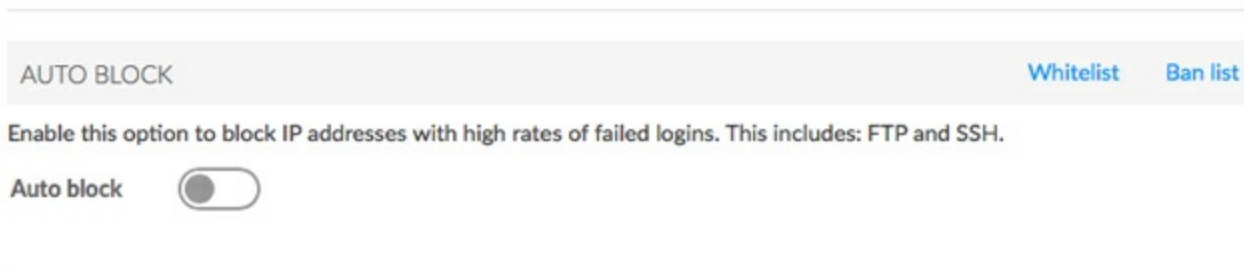 AUTO BLOCK Whitelist Ban list
Enable this option to block IP addresses with high rates of failed logins. This includes: FTP and SSH.
Auto block